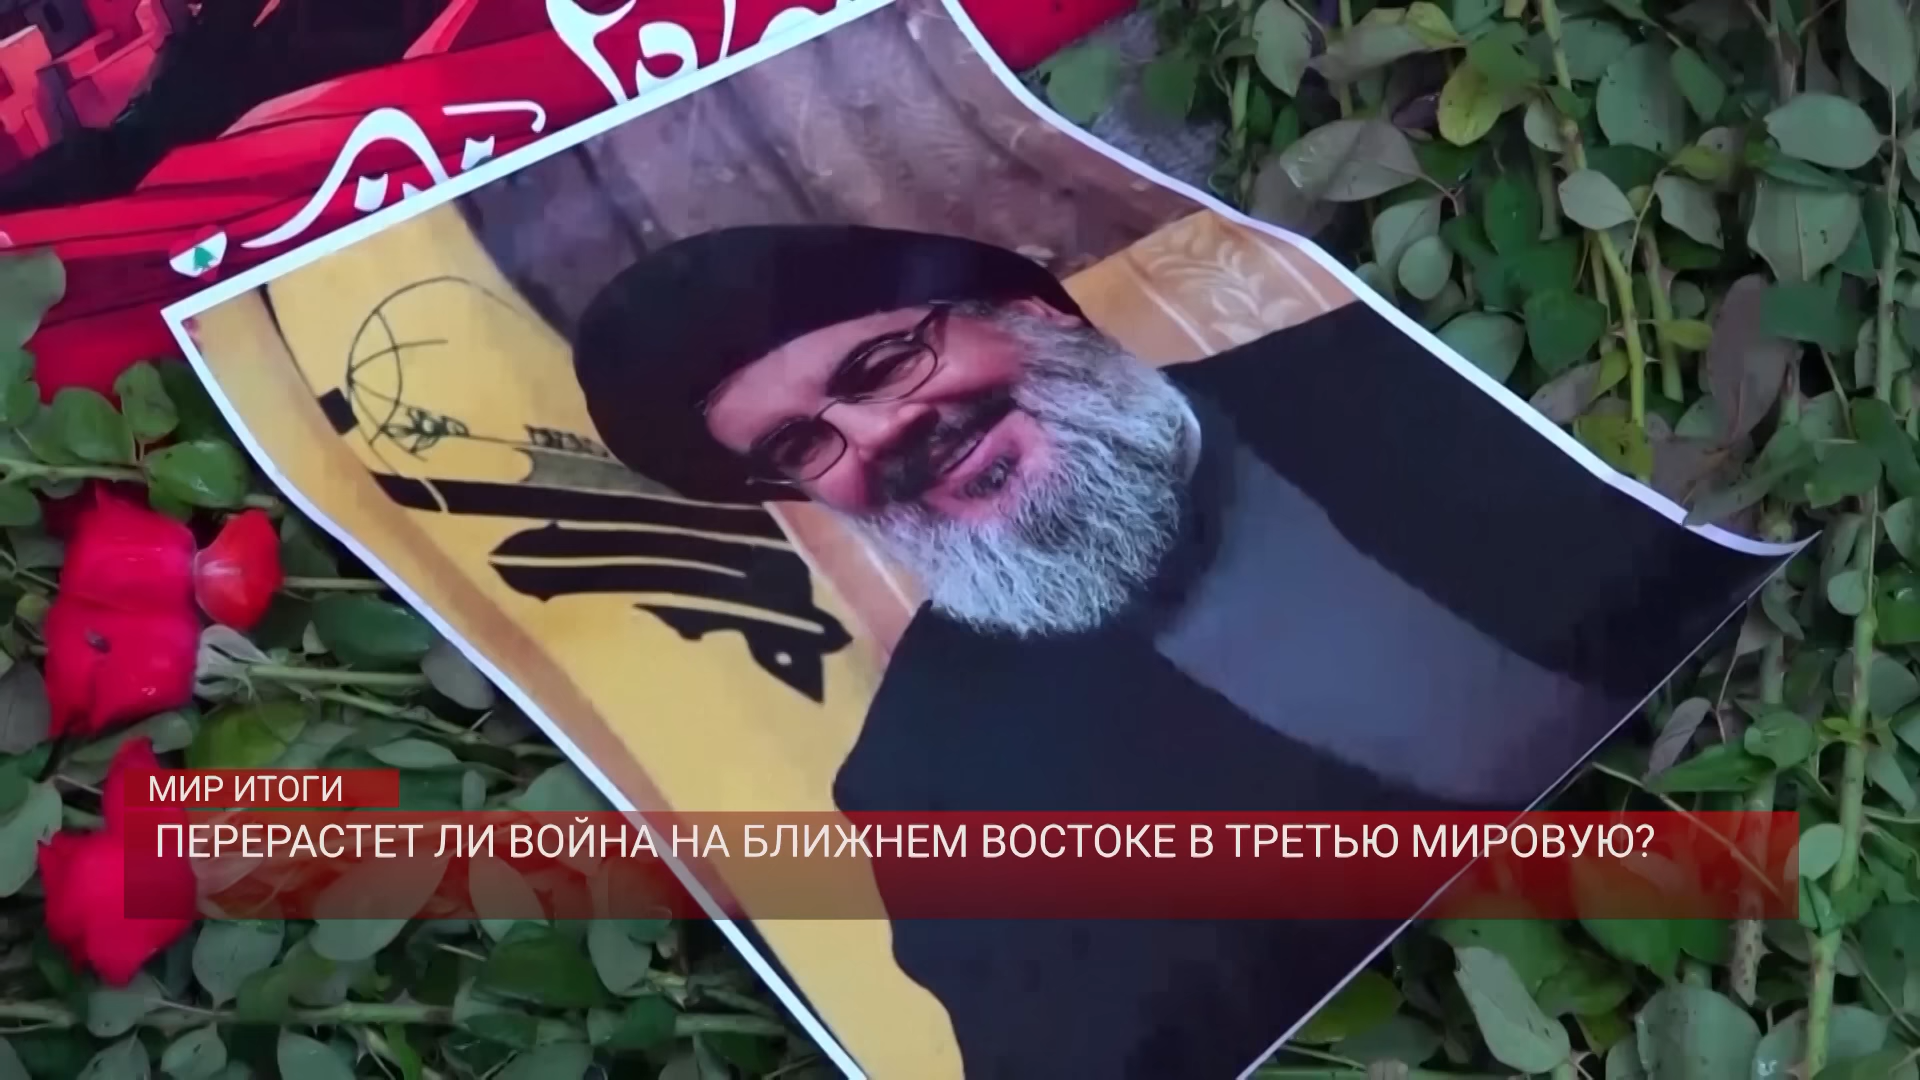 МИР ИТОГИ
ПЕРЕРАСТЕТ ЛИ ВОЙНА НА БЛИЖНЕМ ВОСТОКЕ В ТРЕТЬЮ МИРОВУЮ?